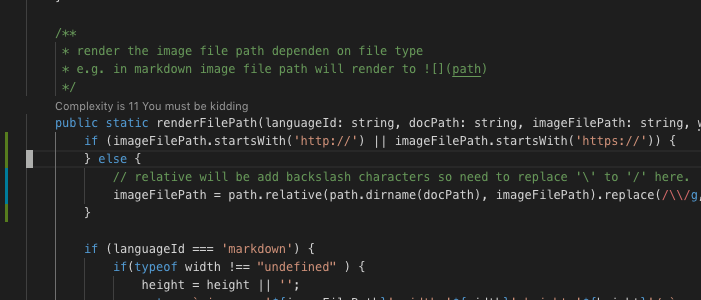 /**
* render the image file path dependen on file type
* e.g. in markdown image file path will render to ![](path)
*/
Complexity is 11 You must be kidding
public static renderFilePath(languageId: string, docPath: string, imageFilePath: string,
if (imageFilePath.startsWith('http://') || imageFilePath.startsWith('https://')) {
} else {
// relative will be add backslash characters so need to replace '\' to '/' here.
imageFilePath = path.relative(path.dirname(docPath), imageFilePath).replace(/\\/g,
}
if (languageId === 'markdown') {
if(typeof width !== "undefined" ) {
height = height || '';